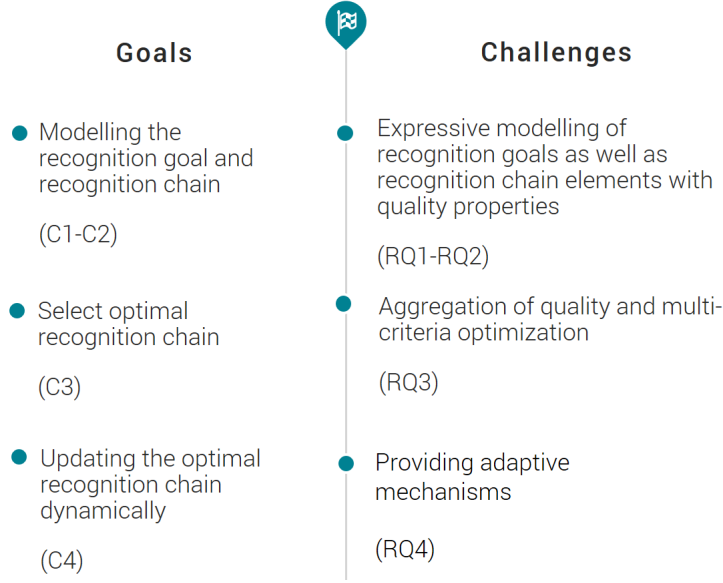 Goals
Modelling the
recognition goal and
recognition chain
(C1-C2)
Select optimal
recognition chain
(C3)
Updating the optimal
recognition chain
dynamically
(C4)
Challenges
Expressive modelling of
recognition goals as well as
recognition chain elements with
quality properties
(RQ1-RQ2)
Aggregation of quality and multi-
criteria optimization
(RQ3)
Providing adaptive
mechanisms
(RQ4)